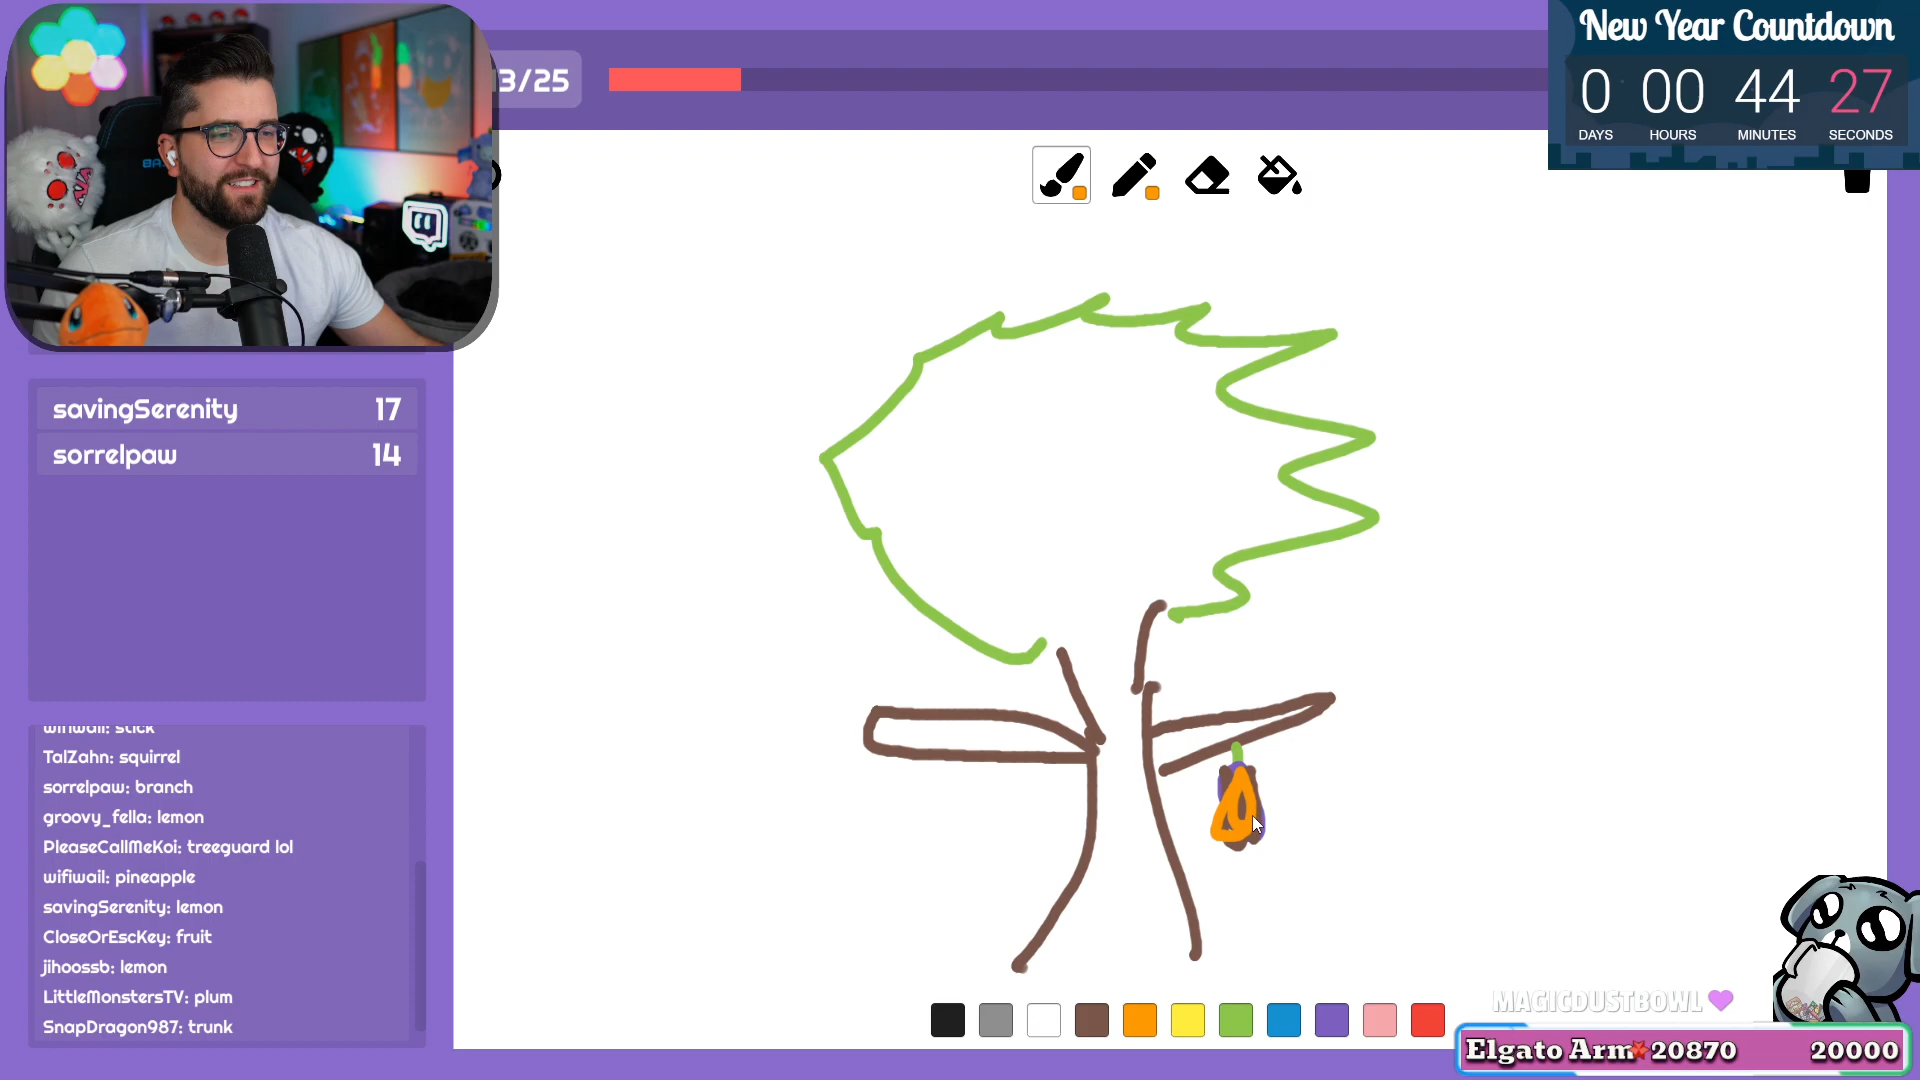 3/25
New Year Countdown
0 00 44 27
DAYS HOURS MINUTES SECONDS
savingSerenity 17
sorrelpaw 14
wifiwail: stick
TalZahn: squirrel
sorrelpaw: branch
groovy_fella: lemon
PleaseCallMeKoi: treeguard lol
wifiwail: pineapple
savingSerenity: lemon
CloseOrEscKey: fruit
jihoossb: lemon
LittleMonstersTV: plum
SnapDragon987: trunk
MAGICDUSTBOWL
Elgato Arm 20870 20000